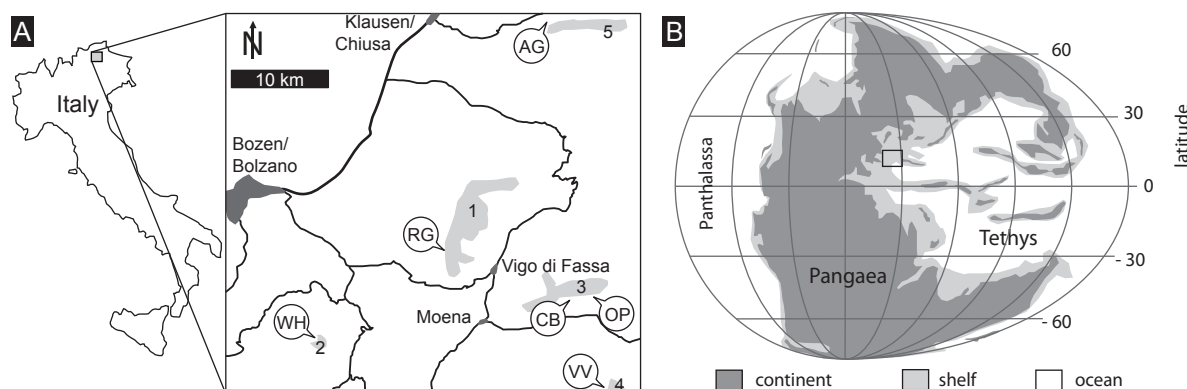 A
Italy
N
10 km
Klausen/
Chiusa
AG
5
Bozen/
Bolzano
1
RG
Vigo di Fassa
3
Moena
CB
OP
WH
2
VV
4
B
60
30
0
- 30
- 60
latitude
Panthalassa
Tethys
Pangaea
continent
shelf
ocean